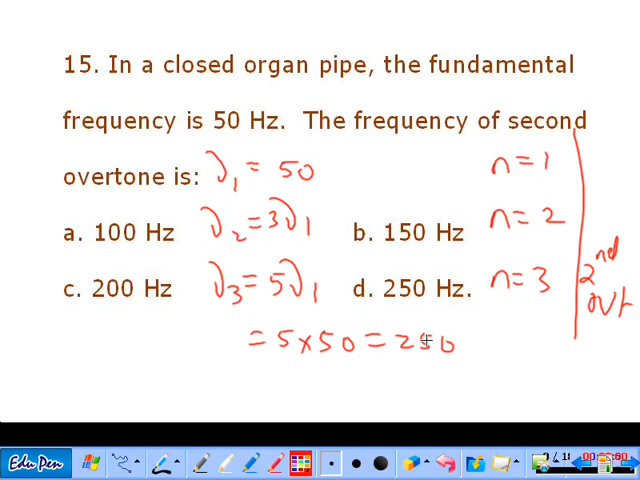 15. In a closed organ pipe, the fundamental
frequency is 50 Hz. The frequency of second
overtone is: ν₁ = 50 n = 1
a. 100 Hz ν₂ = 3ν₁ b. 150 Hz n = 2
c. 200 Hz ν₃ = 5ν₁ d. 250 Hz. n = 3 2nd
= 5 x 50 = 250
Edu Pen